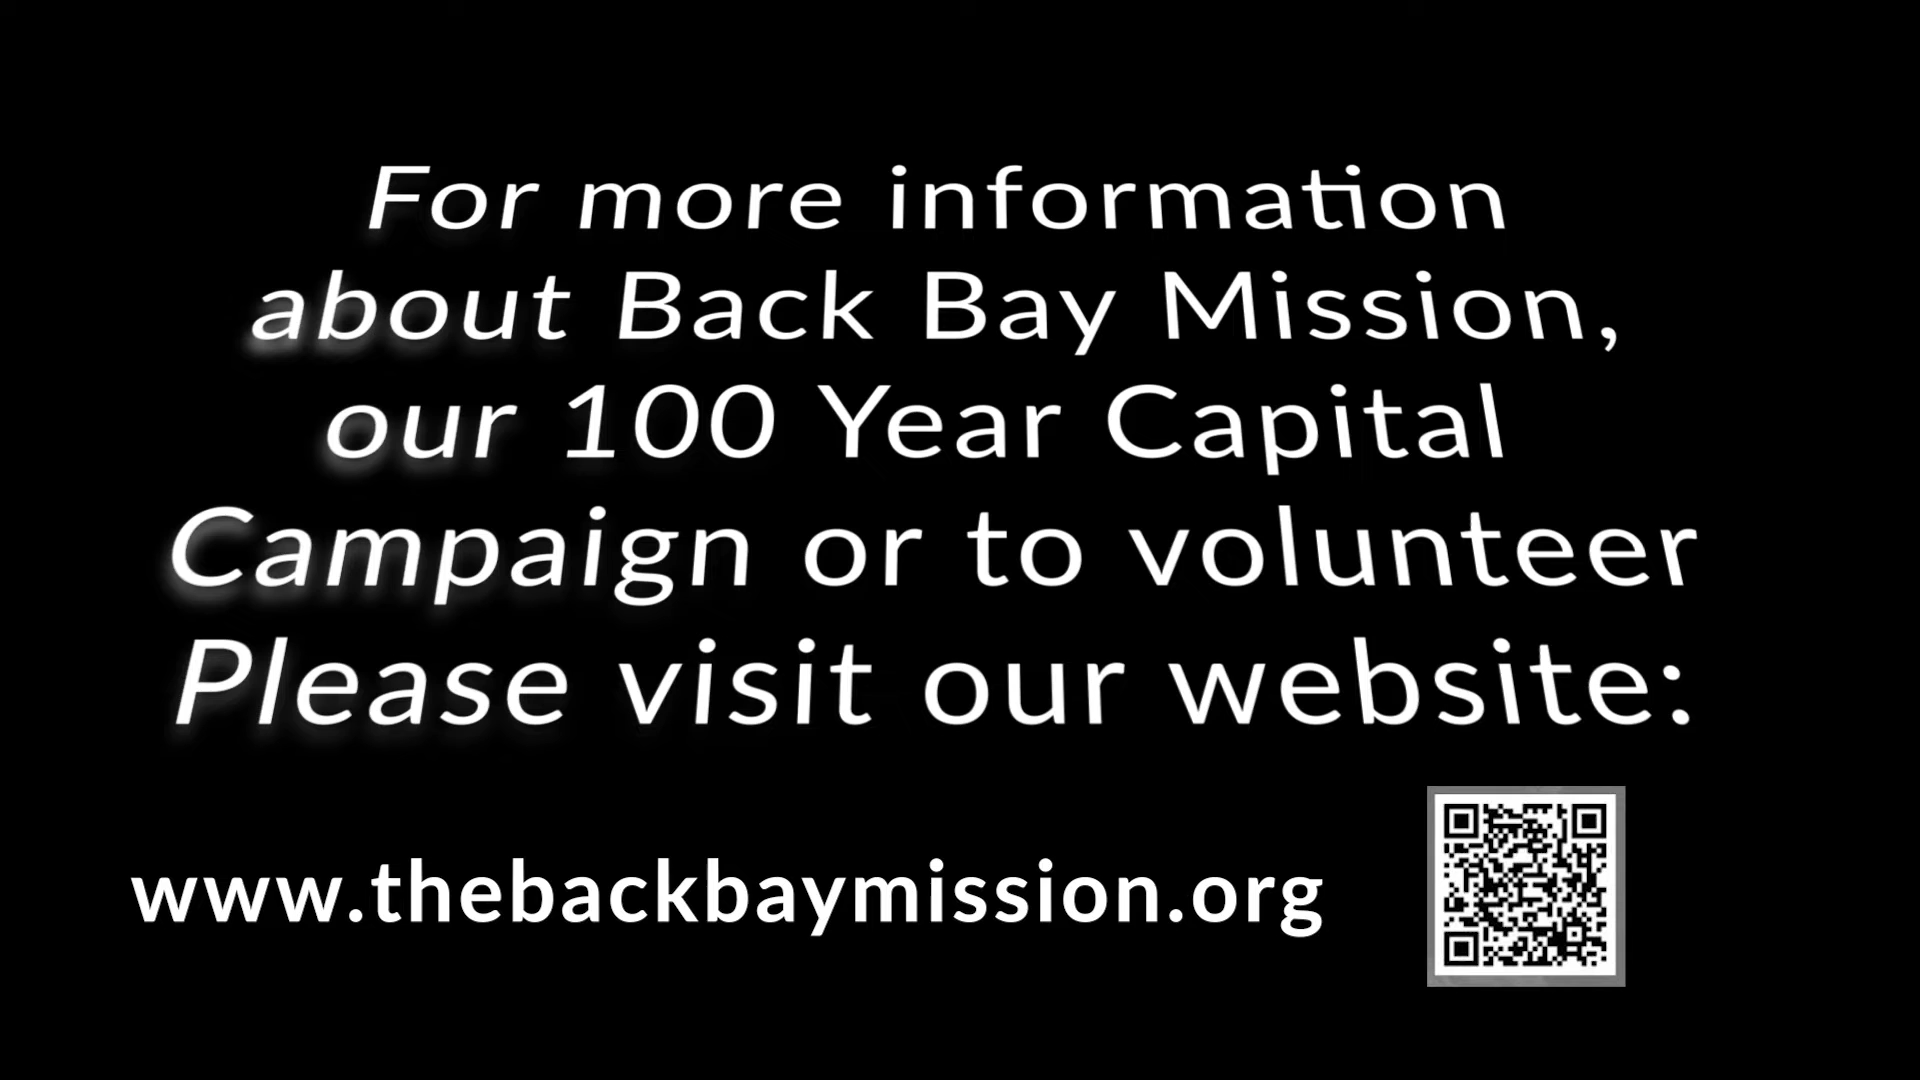 For more information
about Back Bay Mission,
our 100 Year Capital
Campaign or to volunteer
Please visit our website:
www.thebackbaymission.org